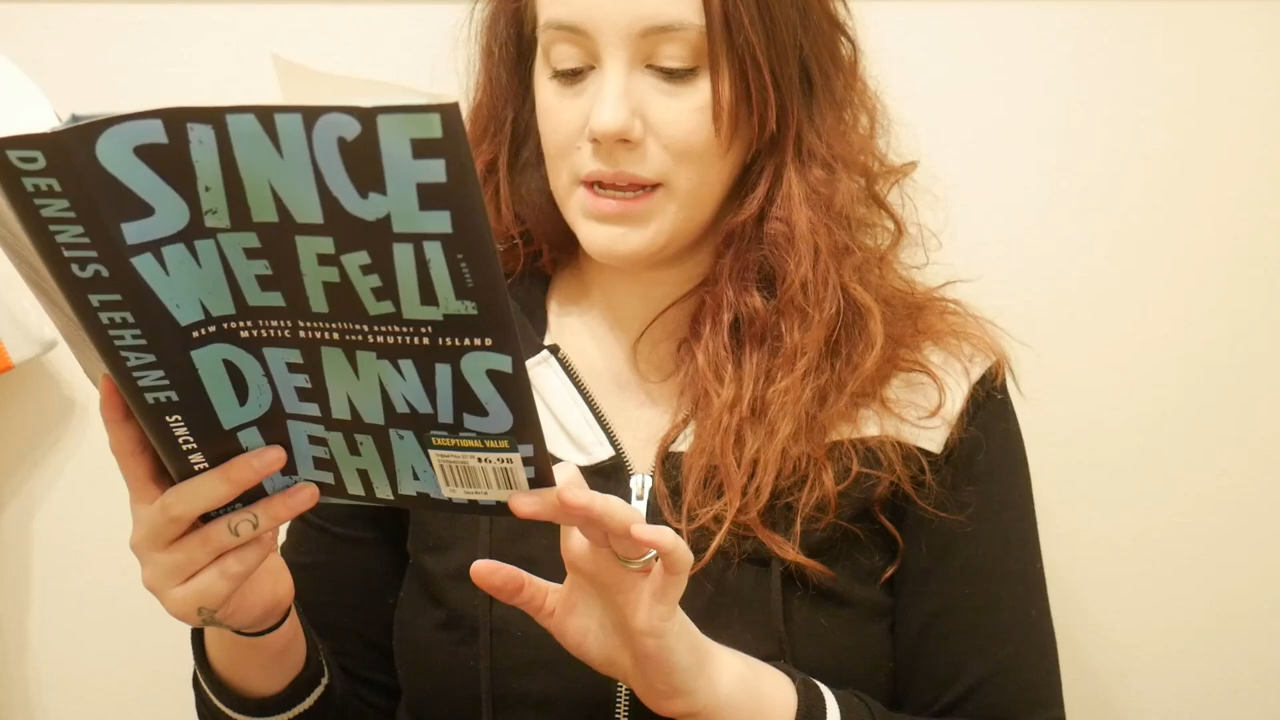 DENNIS LEHANE SINCE WE
SINCE
WE FELL
A NOVEL
NEW YORK TIMES bestselling author of
MYSTIC RIVER and SHUTTER ISLAND
DENNIS
LEHA
EXCEPTIONAL VALUE
$6.98